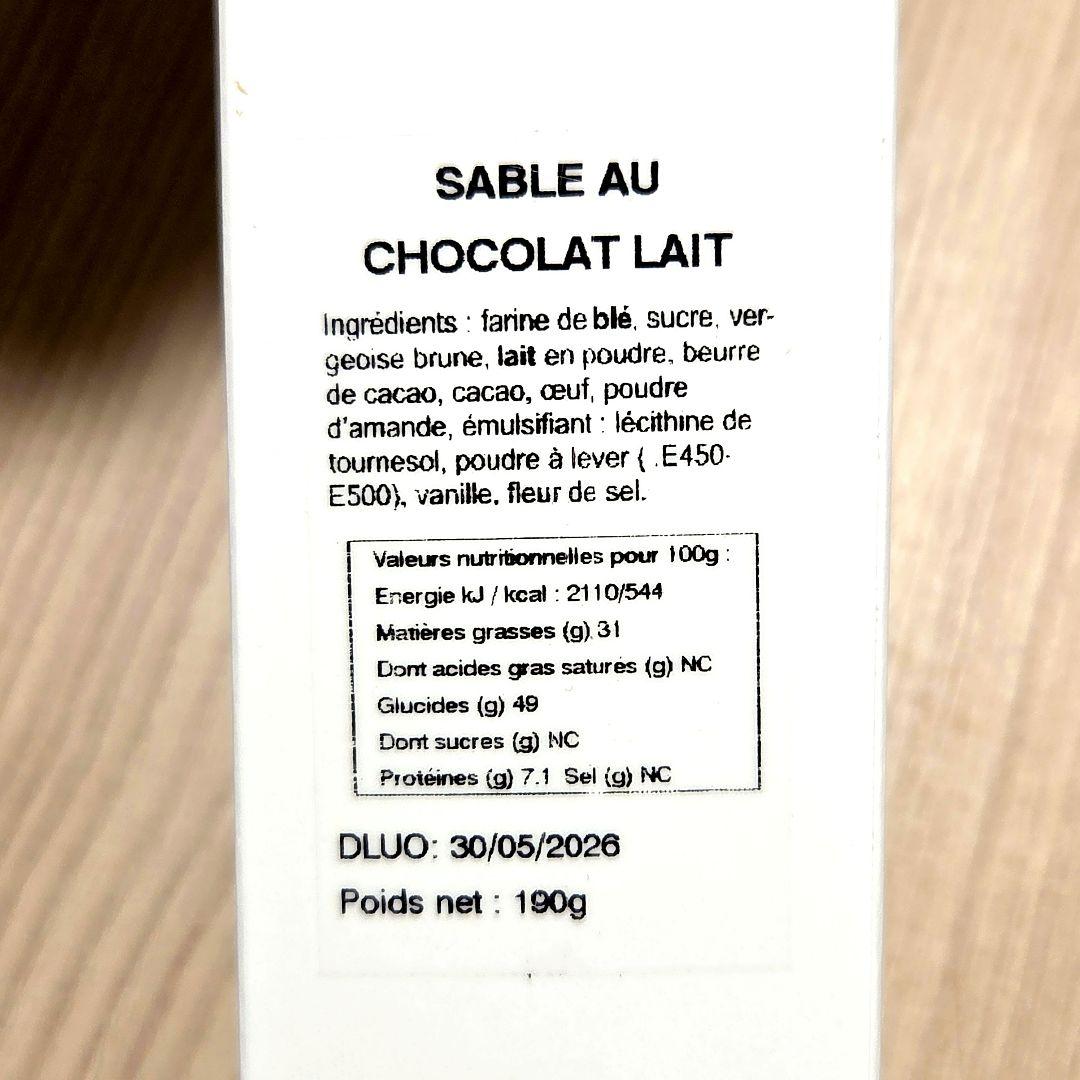 SABLE AU
CHOCOLAT LAIT
Ingrédients : farine de blé, sucre, ver-
geoise brune, lait en poudre, beurre
de cacao, cacao, œuf, poudre
d'amande, émulsifiant : lécithine de
tournesol, poudre à lever ( .E450-
E500), vanille, fleur de sel.
Valeurs nutritionnelles pour 100g :
Energie kJ / kcal : 2110/544
Matières grasses (g) 31
Dont acides gras saturés (g) NC
Glucides (g) 49
Dont sucres (g) NC
Protéines (g) 7.1 Sel (g) NC
DLUO: 30/05/2026
Poids net : 190g